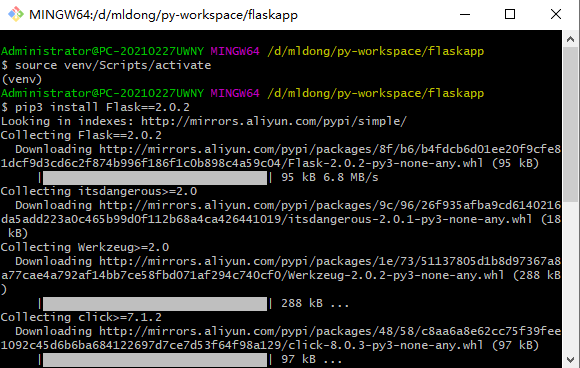 MINGW64:/d/mldong/py-workspace/flaskapp
Administrator@PC-20210227UWNY MINGW64 /d/mldong/py-workspace/flaskapp
$ source venv/Scripts/activate
(venv)
Administrator@PC-20210227UWNY MINGW64 /d/mldong/py-workspace/flaskapp
$ pip3 install Flask==2.0.2
Looking in indexes: http://mirrors.aliyun.com/pypi/simple/
Collecting Flask==2.0.2
Downloading http://mirrors.aliyun.com/pypi/packages/8f/b6/b4fdcb6d01ee20f9cfe8
1dcf9d3cd6c2f874b996f186f1c0b898c4a59c04/Flask-2.0.2-py3-none-any.whl (95 kB)
|| 95 kB 6.8 MB/s
Collecting itsdangerous>=2.0
Downloading http://mirrors.aliyun.com/pypi/packages/9c/96/26f935afba9cd6140216
da5add223a0c465b99d0f112b68a4ca426441019/itsdangerous-2.0.1-py3-none-any.whl (18
kB)
Collecting Werkzeug>=2.0
Downloading http://mirrors.aliyun.com/pypi/packages/1e/73/51137805d1b8d97367a8
a77cae4a792af14bb7ce58fbd071af294c740cf0/Werkzeug-2.0.2-py3-none-any.whl (288 kB
)
|| 288 kB ...
Collecting click>=7.1.2
Downloading http://mirrors.aliyun.com/pypi/packages/48/58/c8aa6a8e62cc75f39fee
1092c45d6b6ba684122697d7ce7d53f64f98a129/click-8.0.3-py3-none-any.whl (97 kB)
|| 97 kB ...